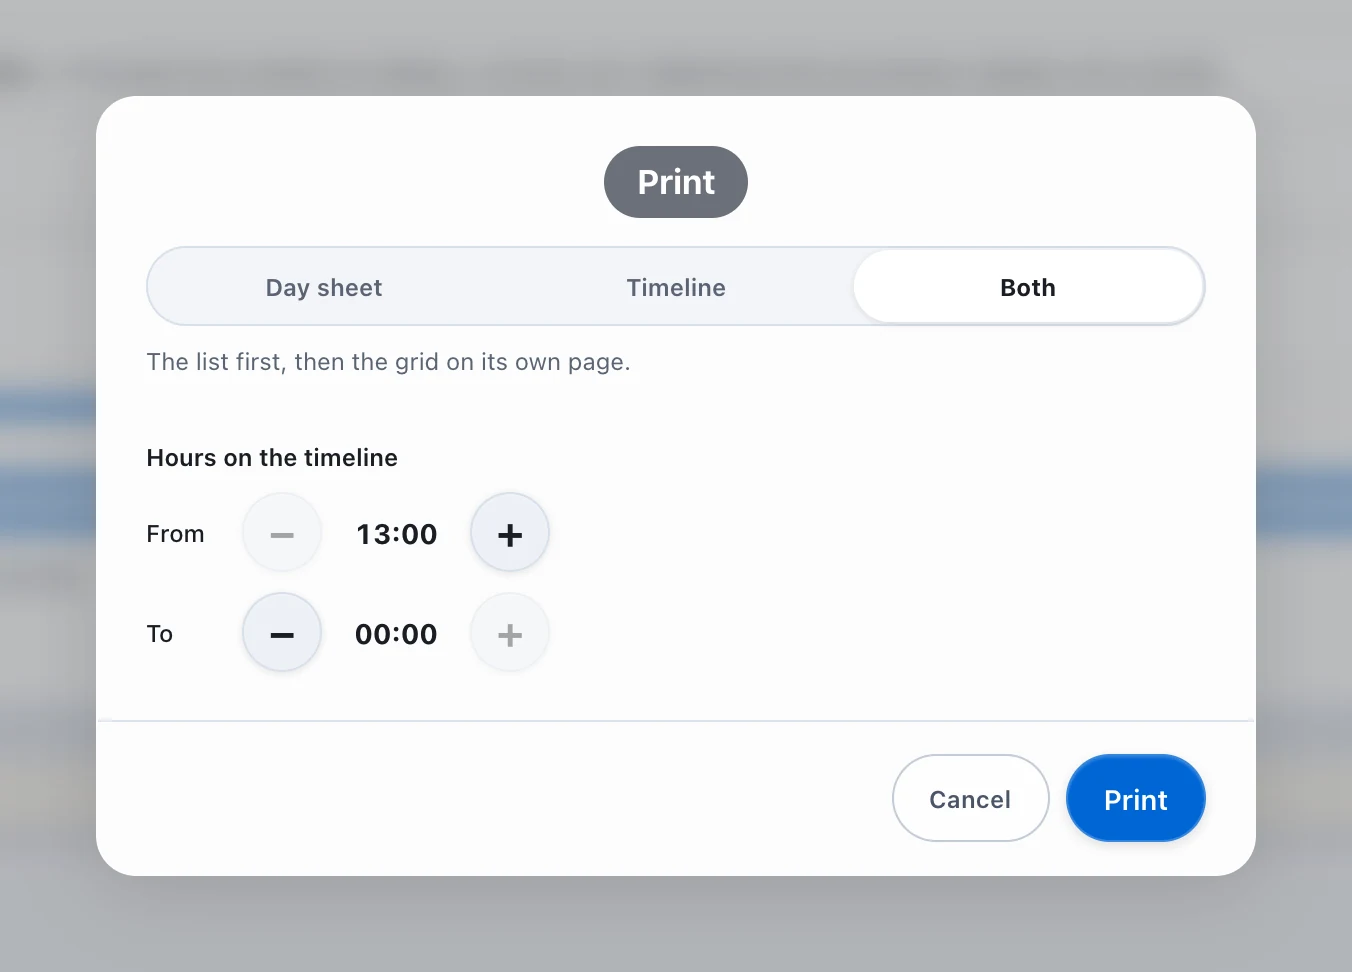 Print
Day sheet
Timeline
Both
The list first, then the grid on its own page.
Hours on the timeline
From − 13:00 +
To − 00:00 +
Cancel
Print